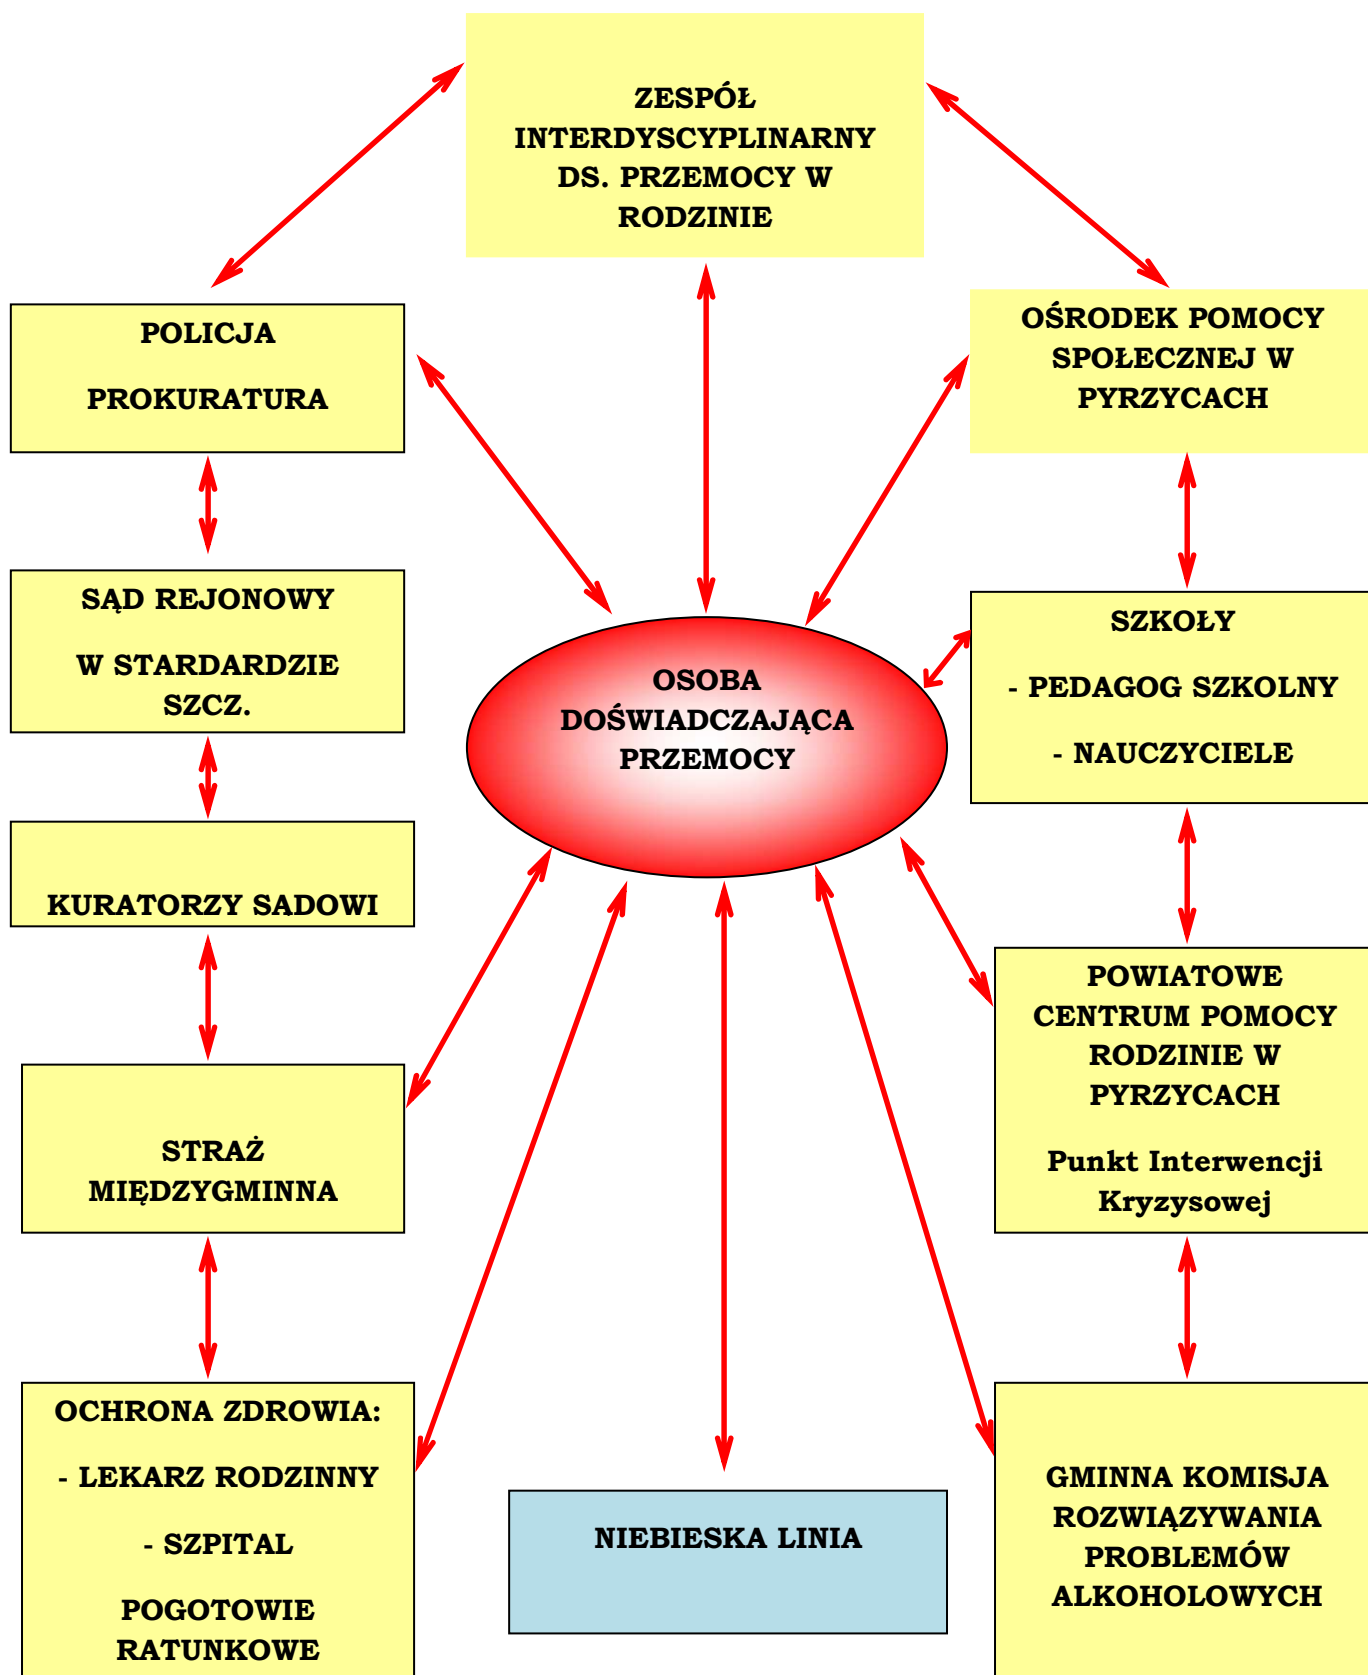 ZESPÓŁ
INTERDYSCYPLINARNY
DS. PRZEMOCY W
RODZINIE
POLICJA
PROKURATURA
OŚRODEK POMOCY
SPOŁECZNEJ W
PYRZYCACH
SĄD REJONOWY
W STARDARDZIE
SZCZ.
OSOBA
DOŚWIADCZAJĄCA
PRZEMOCY
SZKOŁY
- PEDAGOG SZKOLNY
- NAUCZYCIELE
KURATORZY SĄDOWI
POWIATOWE
CENTRUM POMOCY
RODZINIE W
PYRZYCACH
Punkt Interwencji
Kryzysowej
STRAŻ
MIĘDZYGMINNA
OCHRONA ZDROWIA:
- LEKARZ RODZINNY
- SZPITAL
POGOTOWIE
RATUNKOWE
NIEBIESKA LINIA
GMINNA KOMISJA
ROZWIĄZYWANIA
PROBLEMÓW
ALKOHOLOWYCH